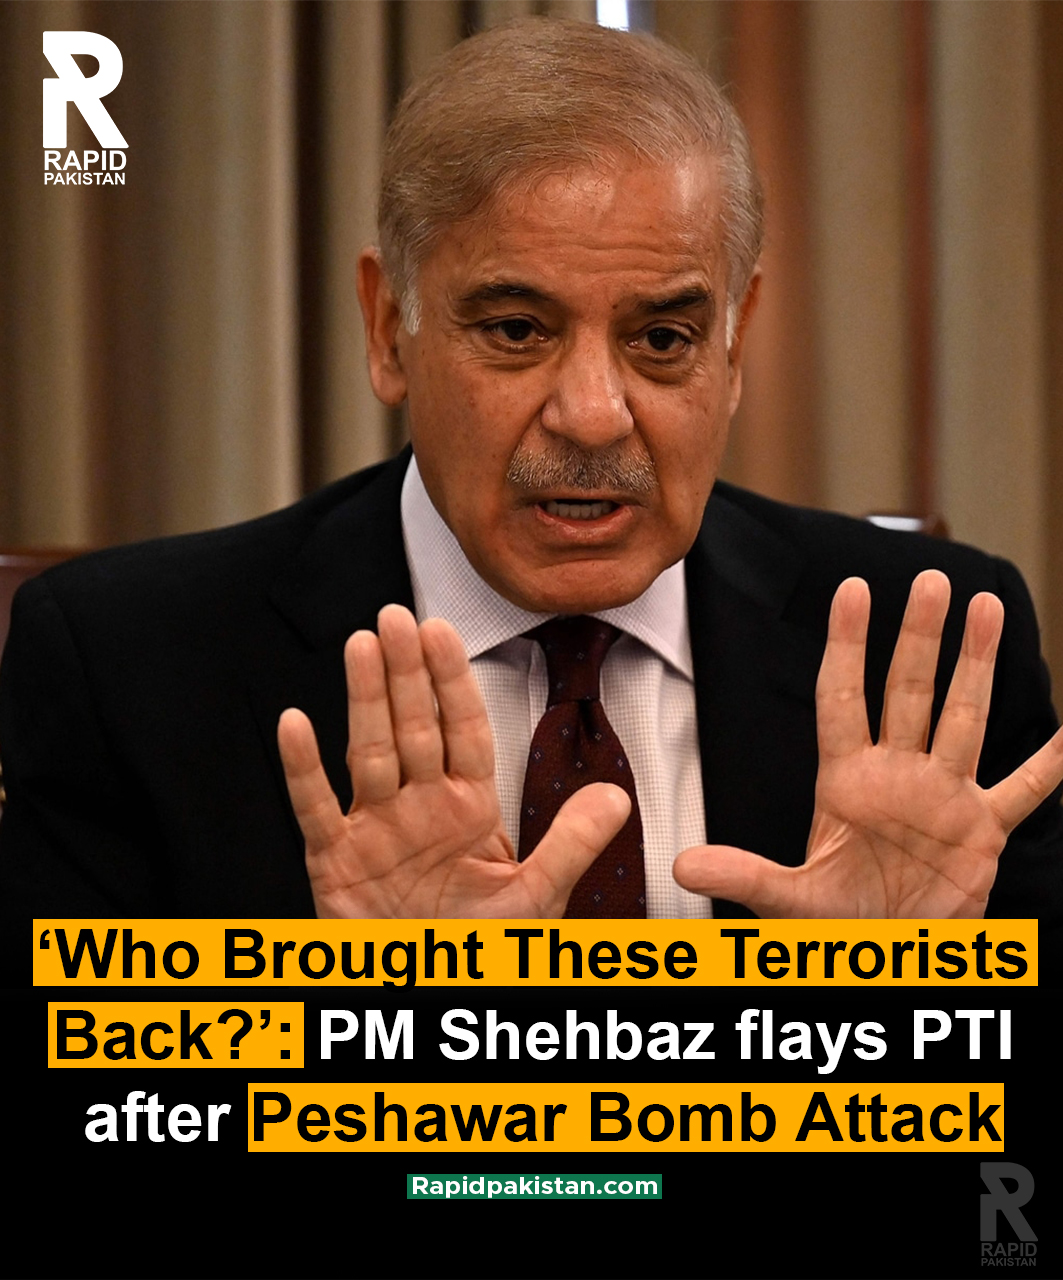 R
RAPID
PAKISTAN
‘Who Brought These Terrorists
Back?’: PM Shehbaz flays PTI
after Peshawar Bomb Attack
Rapidpakistan.com
R
RAPID
PAKISTAN